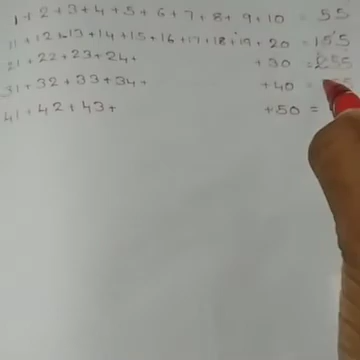 1+2+3+4+5+6+7+8+9+10 = 55
11+12+13+14+15+16+17+18+19+20 = 155
21+22+23+24+ +30 = 255
31+32+33+34+ +40 =
41+42+43+ +50 =